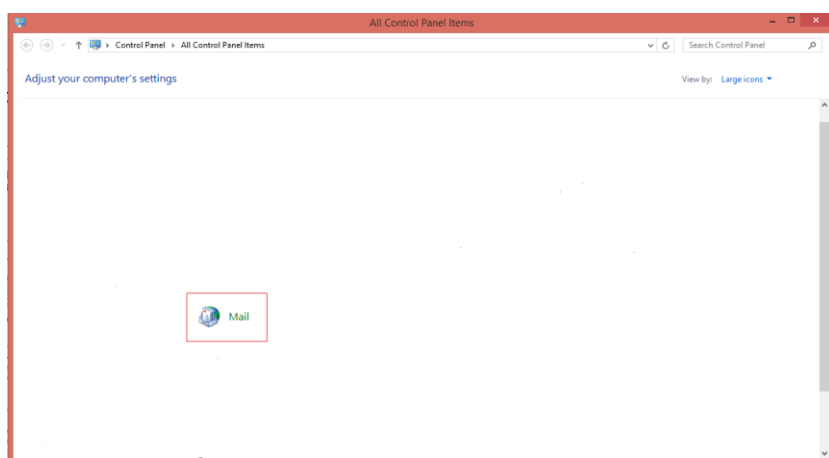 All Control Panel Items
Control Panel All Control Panel Items
Search Control Panel
Adjust your computer's settings
View by: Large icons
Mail